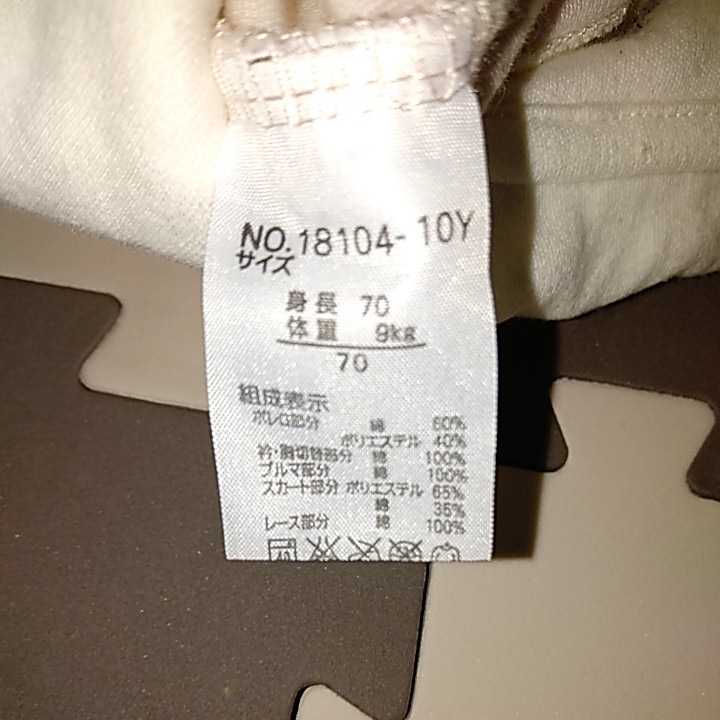 NO.18104-10Y
サイズ
身長 70
体重 9kg
70
組成表示
ボレロ部分 綿 60%
ポリエステル 40%
衿・胸切替部分 綿 100%
ブルマ部分 綿 100%
スカート部分 ポリエステル 65%
綿 35%
レース部分 綿 100%